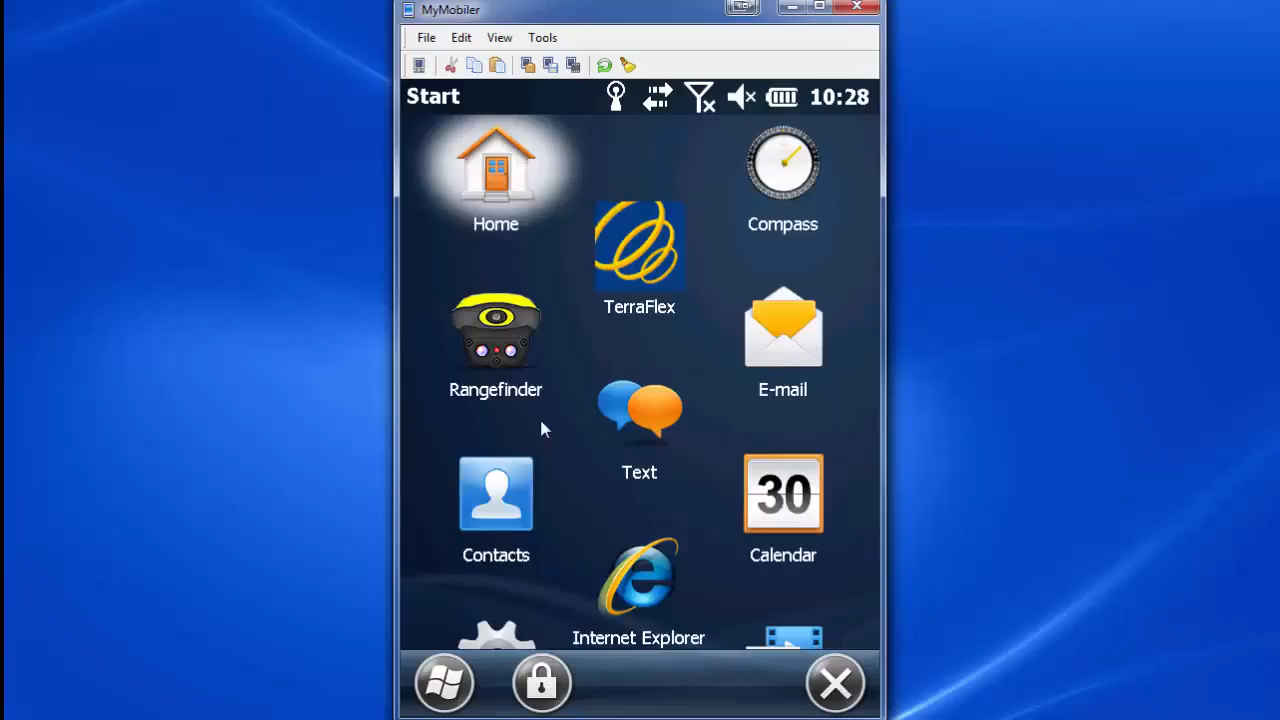 MyMobiler
File Edit View Tools
Start 10:28
Home
Compass
TerraFlex
Rangefinder
E-mail
Text
Contacts
30
Calendar
Internet Explorer